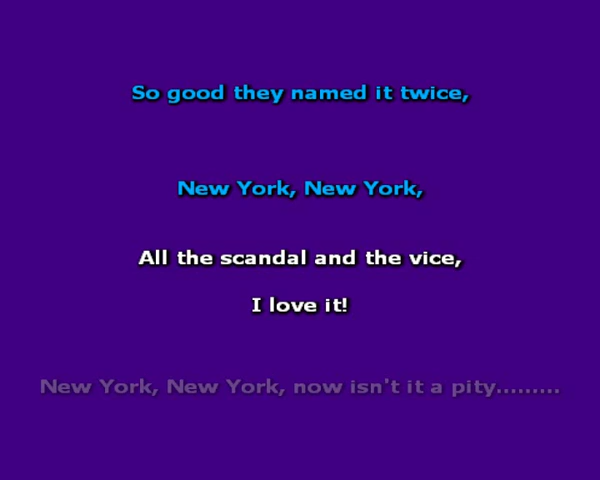 So good they named it twice,
New York, New York,
All the scandal and the vice,
I love it!
New York, New York, now isn't it a pity.........